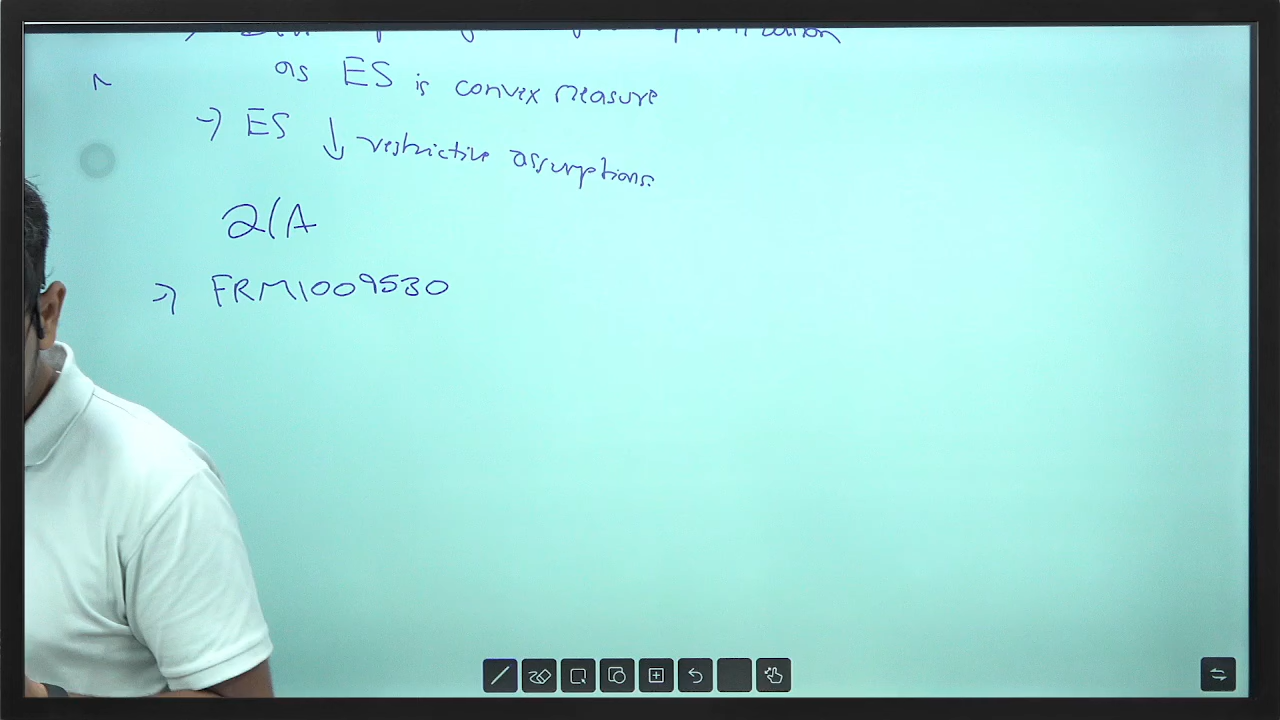 as ES is convex measure
→ ES ↓ restrictive assumptions.
2(A
→ FRM1009530